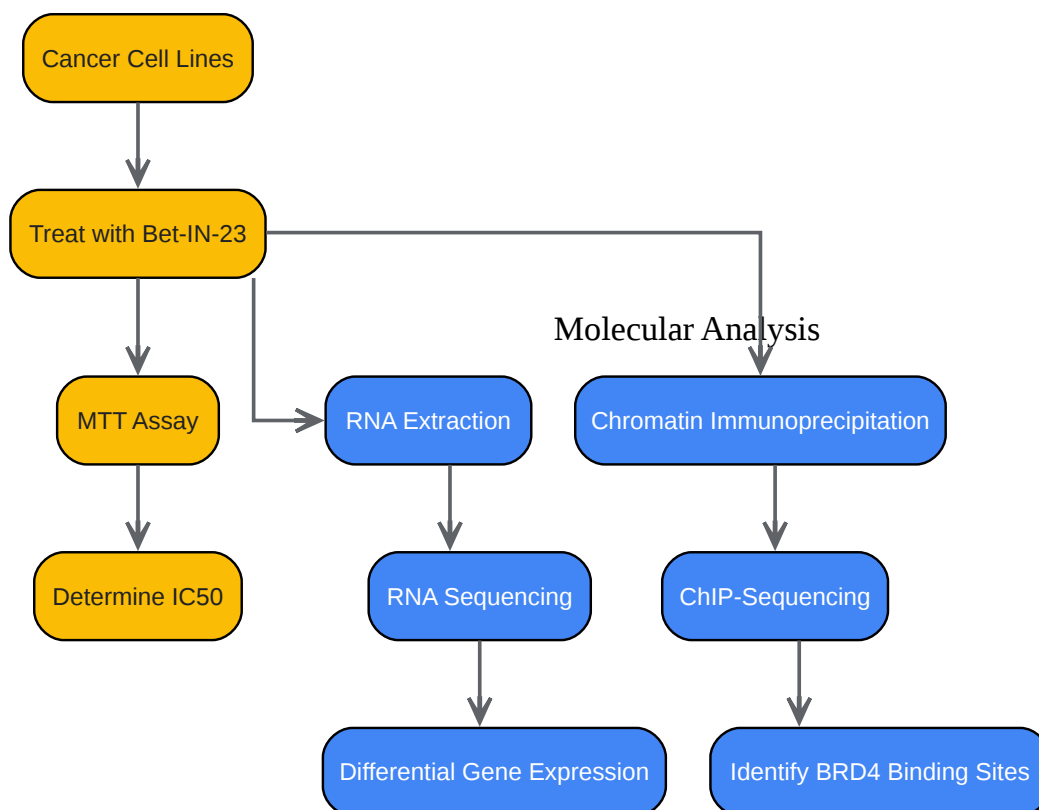 Cancer Cell Lines
Treat with Bet-IN-23
Molecular Analysis
MTT Assay
RNA Extraction
Chromatin Immunoprecipitation
Determine IC50
RNA Sequencing
ChIP-Sequencing
Differential Gene Expression
Identify BRD4 Binding Sites